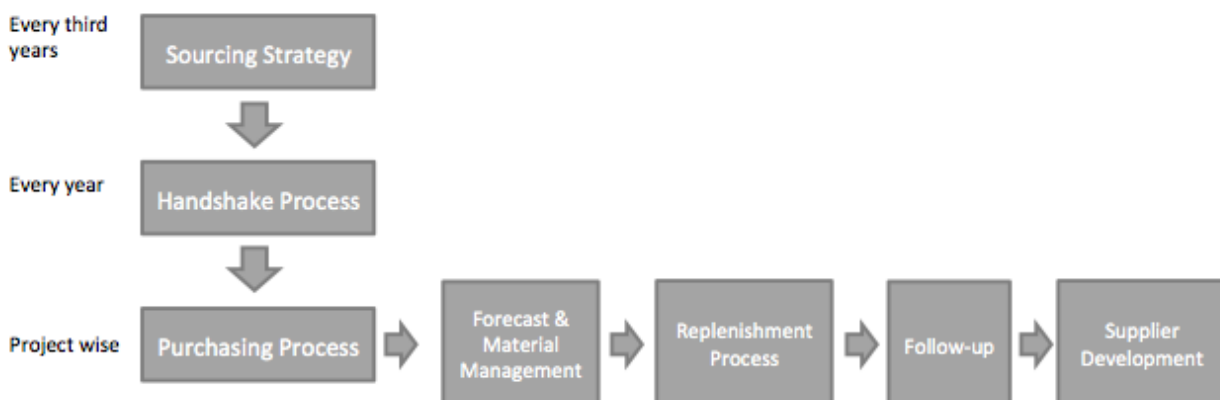 Every third
years
Sourcing Strategy
Every year
Handshake Process
Project wise
Purchasing Process
Forecast &
Material
Management
Replenishment
Process
Follow-up
Supplier
Development